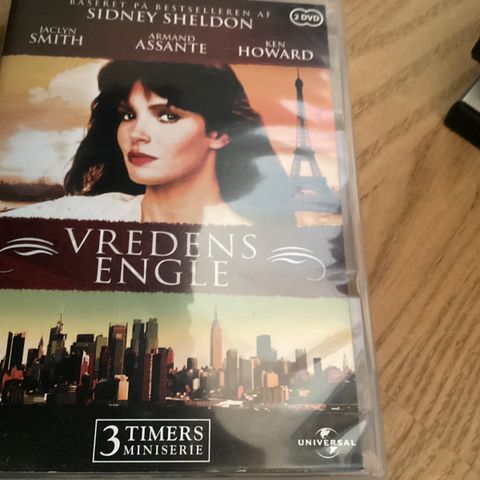 BASERET PÅ BESTSELLEREN AF
SIDNEY SHELDON
2 DVD
JACLYN SMITH
ARMAND ASSANTE
KEN HOWARD
VREDENS
ENGLE
3 TIMERS
MINISERIE
UNIVERSAL